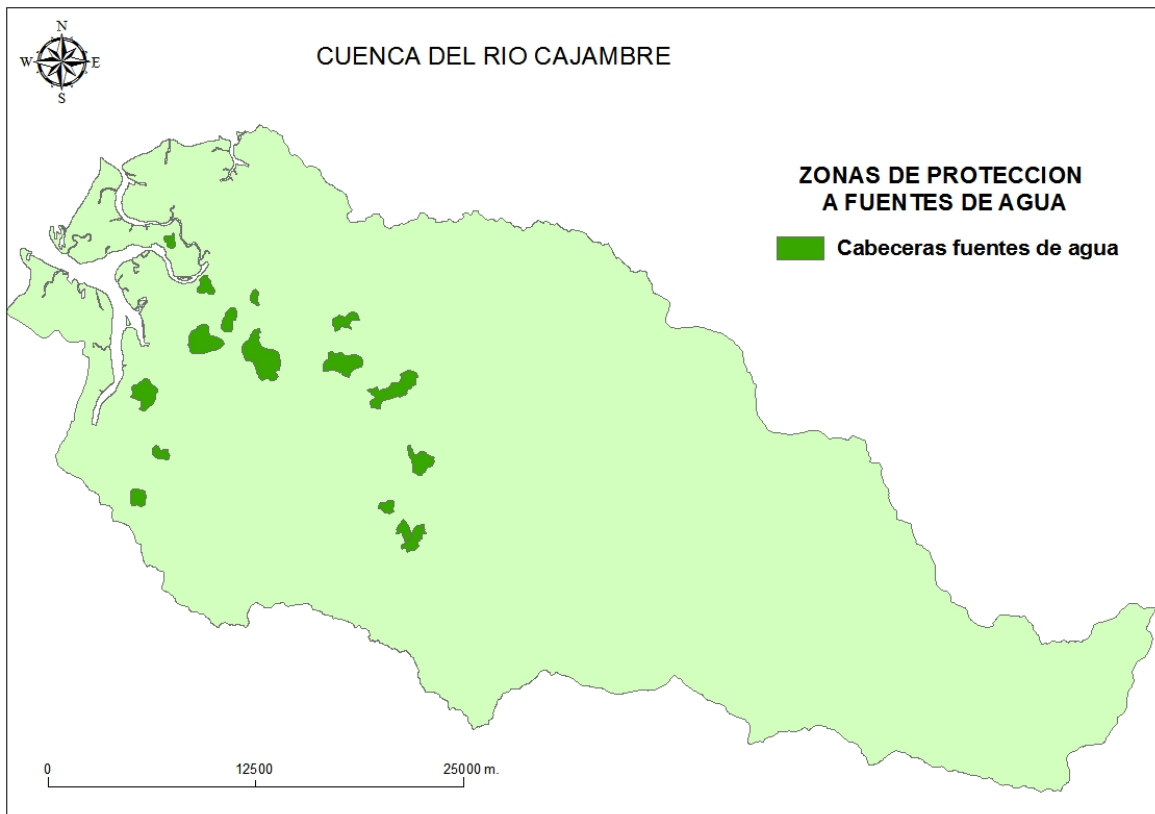 N
W E
S
CUENCA DEL RIO CAJAMBRE
ZONAS DE PROTECCION
A FUENTES DE AGUA
Cabeceras fuentes de agua
0 12500 25000 m.